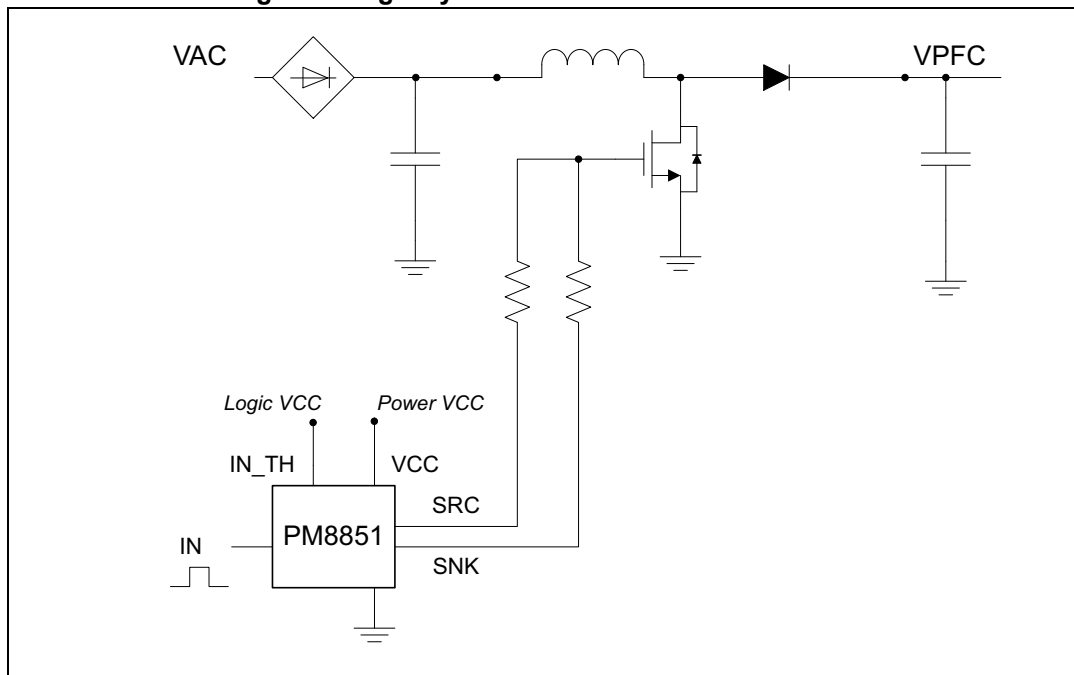 VAC
VPFC
Logic VCC
Power VCC
IN_TH
VCC
SRC
PM8851
IN
SNK